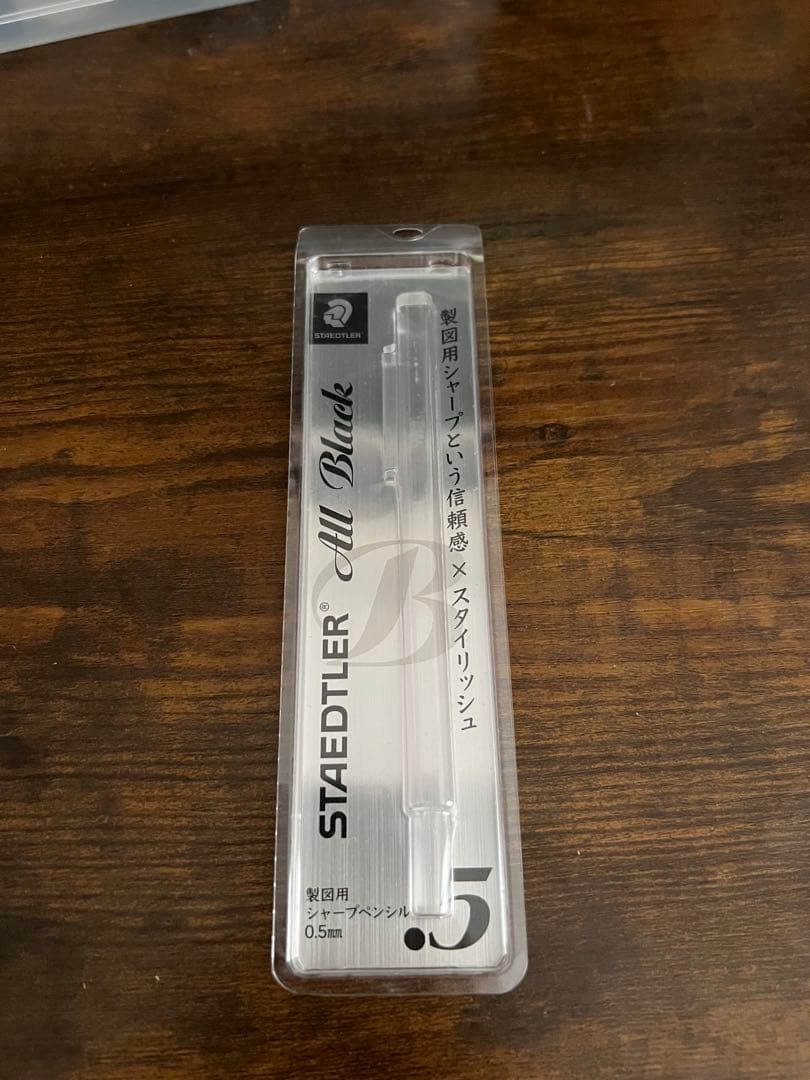 STAEDTLER
STAEDTLER® All Black
製図用シャープという信頼感 × スタイリッシュ
B
製図用
シャープペンシル
0.5㎜
.5